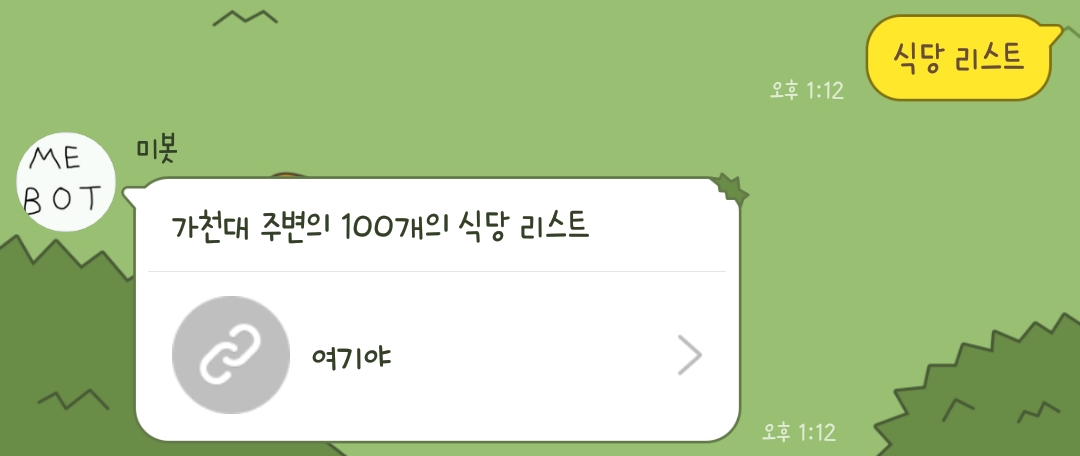 식당 리스트
오후 1:12
ME
BOT
미봇
가천대 주변의 100개의 식당 리스트
여기야
오후 1:12